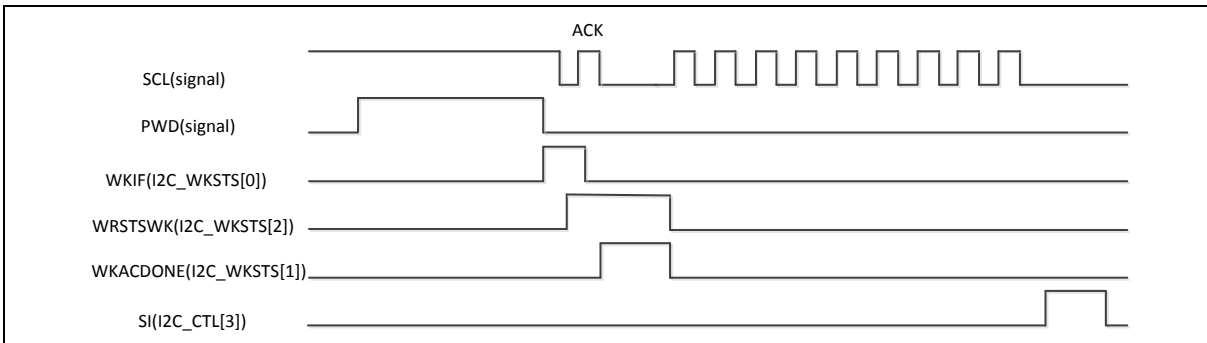 ACK
SCL(signal)
PWD(signal)
WKIF(I2C_WKSTS[0])
WRSTSWK(I2C_WKSTS[2])
WKACDONE(I2C_WKSTS[1])
SI(I2C_CTL[3])